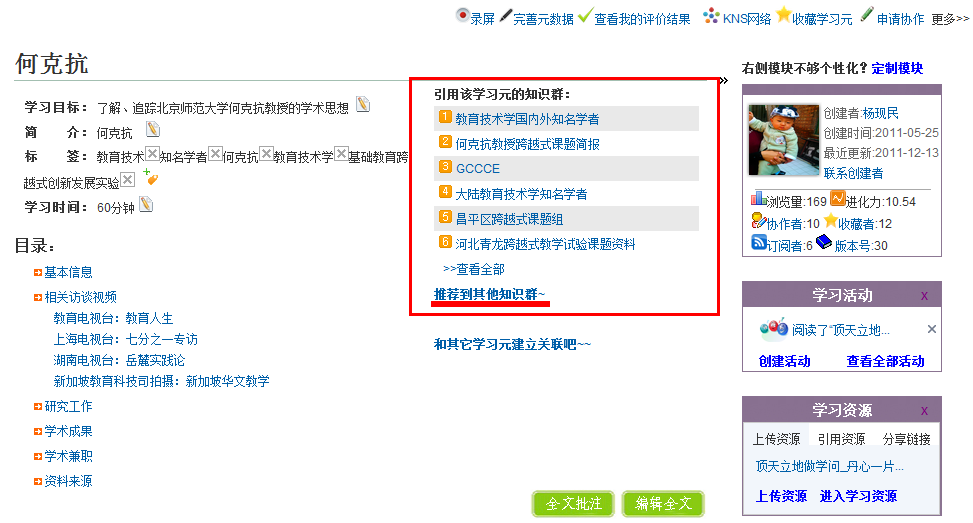 录屏 完善元数据 查看我的评价结果 KNS网络 收藏学习元 申请协作 更多>>
何克抗
学习目标：了解、追踪北京师范大学何克抗教授的学术思想
简 介：何克抗
标 签：教育技术 知名学者 何克抗 教育技术学 基础教育跨
越式创新发展实验
学习时间：60分钟
目录：
基本信息
相关访谈视频
教育电视台：教育人生
上海电视台：七分之一专访
湖南电视台：岳麓实践论
新加坡教育科技司拍摄：新加坡华文教学
研究工作
学术成果
学术兼职
资料来源
»
引用该学习元的知识群：
1 教育技术学国内外知名学者
2 何克抗教授跨越式课题简报
3 GCCCE
4 大陆教育技术学知名学者
5 昌平区跨越式课题组
6 河北青龙跨越式教学试验课题资料
>>查看全部
推荐到其他知识群~
和其它学习元建立关联吧~~
全文批注 编辑全文
右侧模块不够个性化？定制模块
创建者:杨现民
创建时间:2011-05-25
最近更新:2011-12-13
联系创建者
浏览量:169 进化力:10.54
协作者:10 收藏者:12
订阅者:6 版本号:30
学习活动 x
阅读了“顶天立地...
创建活动 查看全部活动
学习资源 x
上传资源 引用资源 分享链接
顶天立地做学问_丹心一片...
上传资源 进入学习资源